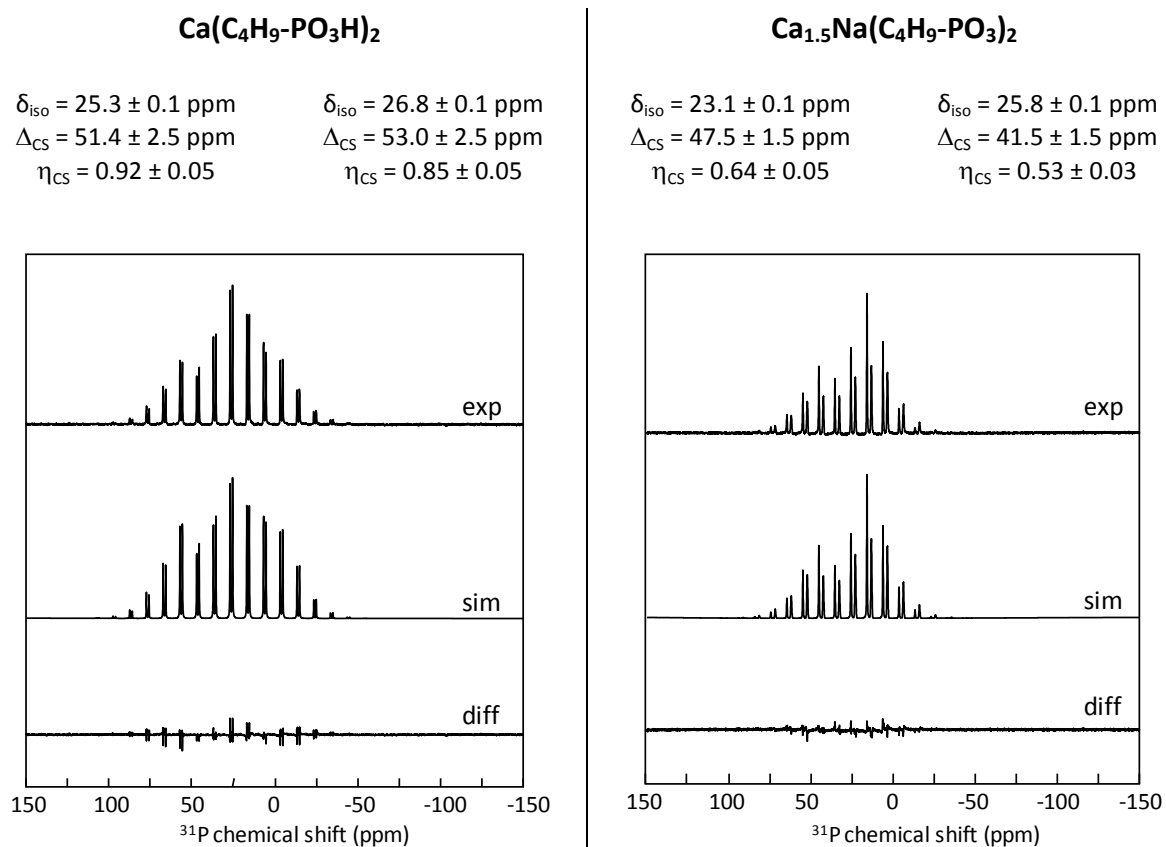 Ca(C₄H₉-PO₃H)₂
δiso = 25.3 ± 0.1 ppm
ΔCS = 51.4 ± 2.5 ppm
ηCS = 0.92 ± 0.05
δiso = 26.8 ± 0.1 ppm
ΔCS = 53.0 ± 2.5 ppm
ηCS = 0.85 ± 0.05
exp
sim
diff
150 100 50 0 -50 -100 -150
³¹P chemical shift (ppm)
Ca₁.₅Na(C₄H₉-PO₃)₂
δiso = 23.1 ± 0.1 ppm
ΔCS = 47.5 ± 1.5 ppm
ηCS = 0.64 ± 0.05
δiso = 25.8 ± 0.1 ppm
ΔCS = 41.5 ± 1.5 ppm
ηCS = 0.53 ± 0.03
exp
sim
diff
150 100 50 0 -50 -100 -150
³¹P chemical shift (ppm)